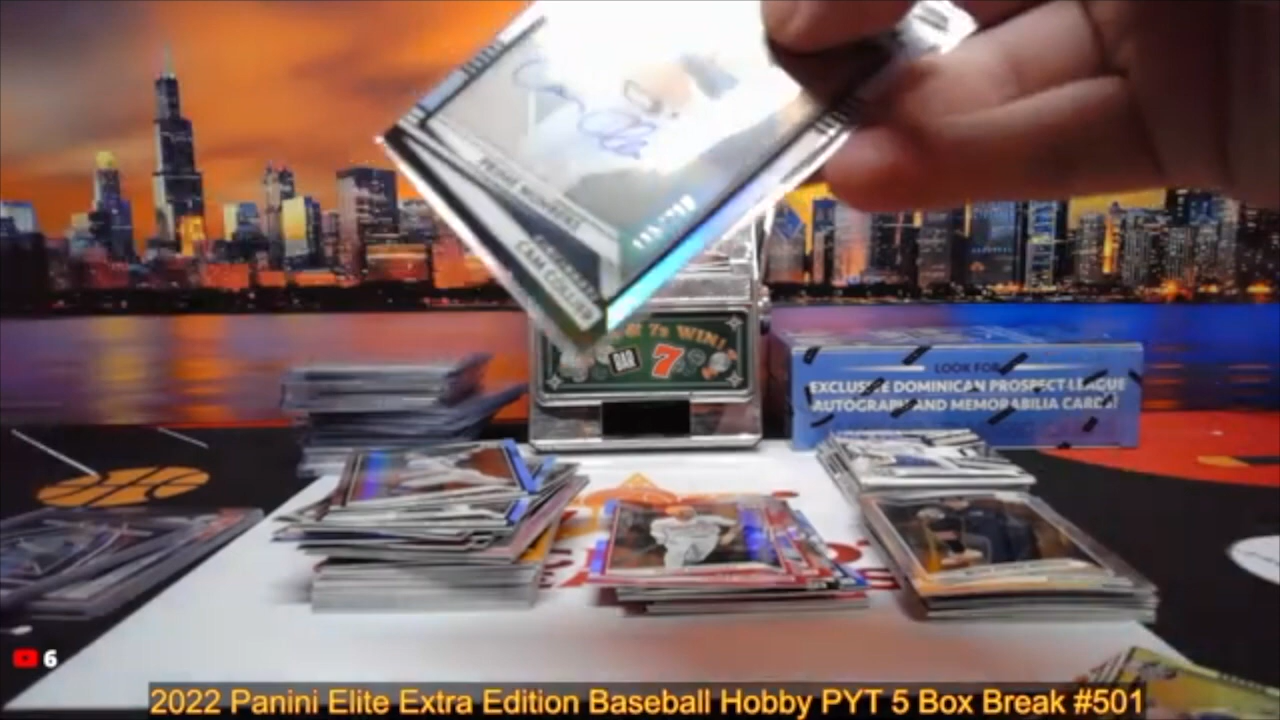 PRIME NUMBERS
CAM COLLIER
7s WIN!
BAR
7
LOOK FOR
EXCLUSIVE DOMINICAN PROSPECT LEAGUE
AUTOGRAPH AND MEMORABILIA CARDS!
6
2022 Panini Elite Extra Edition Baseball Hobby PYT 5 Box Break #501